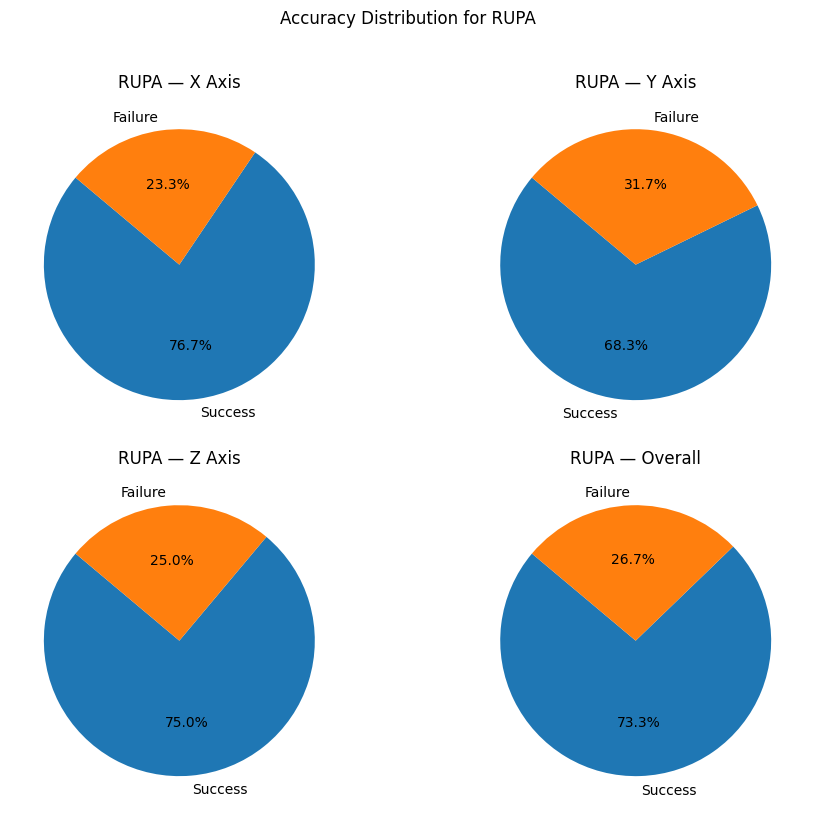 Accuracy Distribution for RUPA
RUPA — X Axis
Failure
23.3%
76.7%
Success
RUPA — Y Axis
Failure
31.7%
68.3%
Success
RUPA — Z Axis
Failure
25.0%
75.0%
Success
RUPA — Overall
Failure
26.7%
73.3%
Success